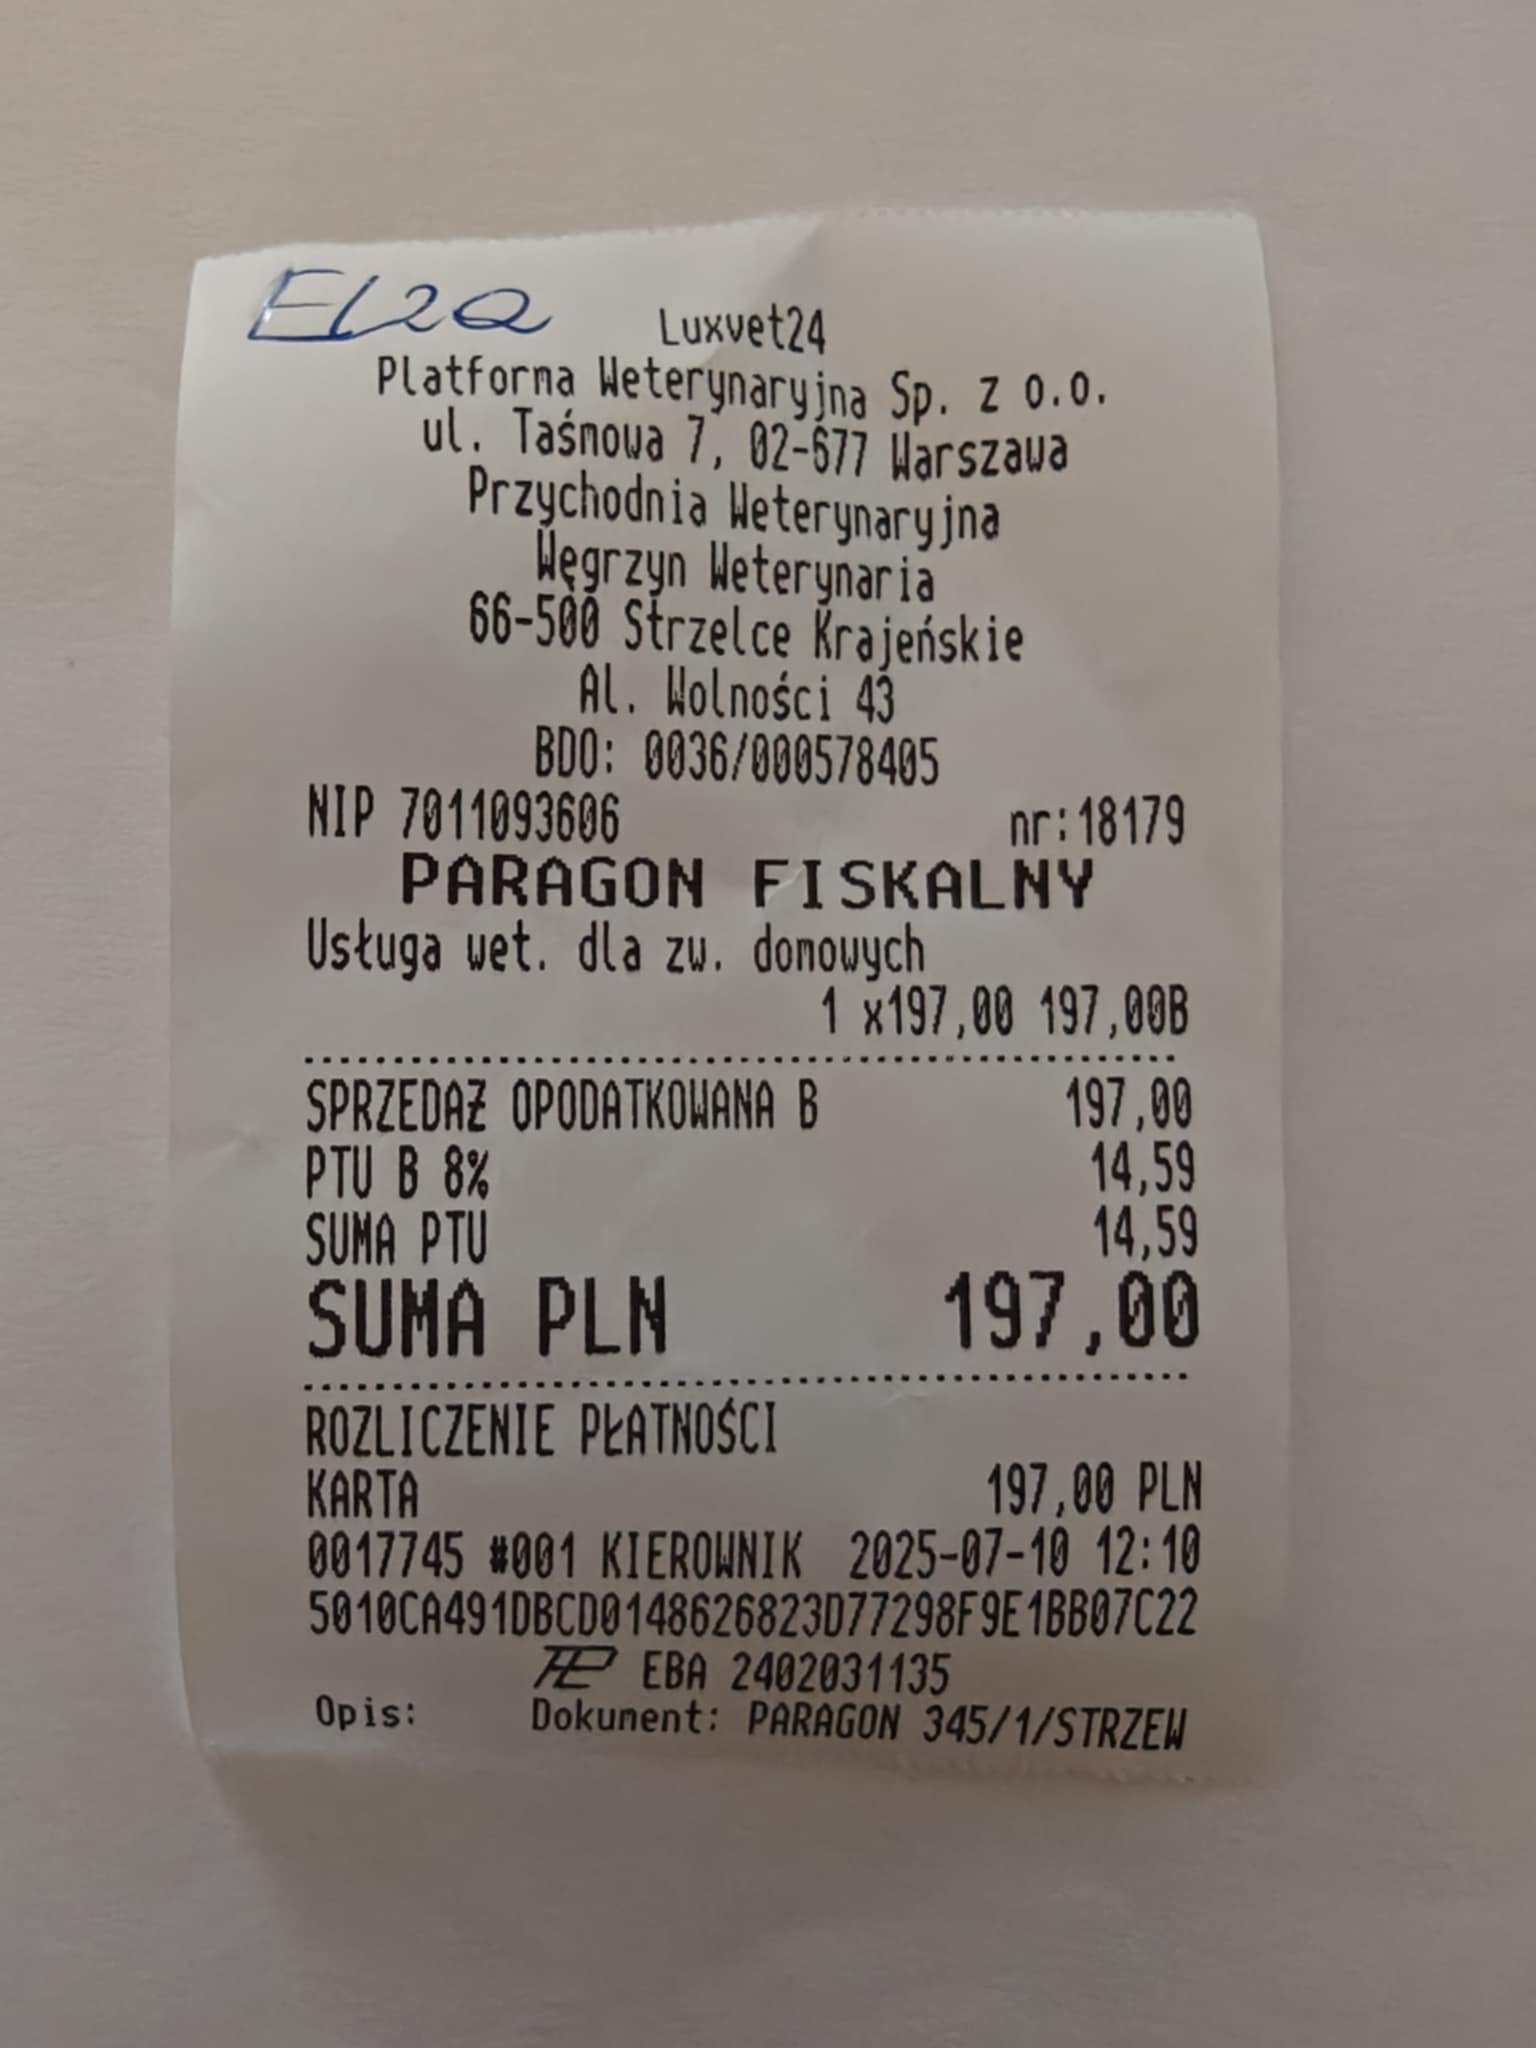 Elza
Luxvet24
Platforma Weterynaryjna Sp. z o.o.
ul. Taśmowa 7, 02-677 Warszawa
Przychodnia Weterynaryjna
Węgrzyn Weterynaria
66-500 Strzelce Krajeńskie
Al. Wolności 43
BDO: 0036/000578405
NIP 7011093606 nr:18179
PARAGON FISKALNY
Usługa wet. dla zw. domowych
1 x197,00 197,00B
SPRZEDAŻ OPODATKOWANA B 197,00
PTU B 8% 14,59
SUMA PTU 14,59
SUMA PLN 197,00
ROZLICZENIE PŁATNOŚCI
KARTA 197,00 PLN
0017745 #001 KIEROWNIK 2025-07-10 12:10
5010CA491DBCD0148626823D77298F9E1BB07C22
EBA 2402031135
Opis: Dokument: PARAGON 345/1/STRZEW